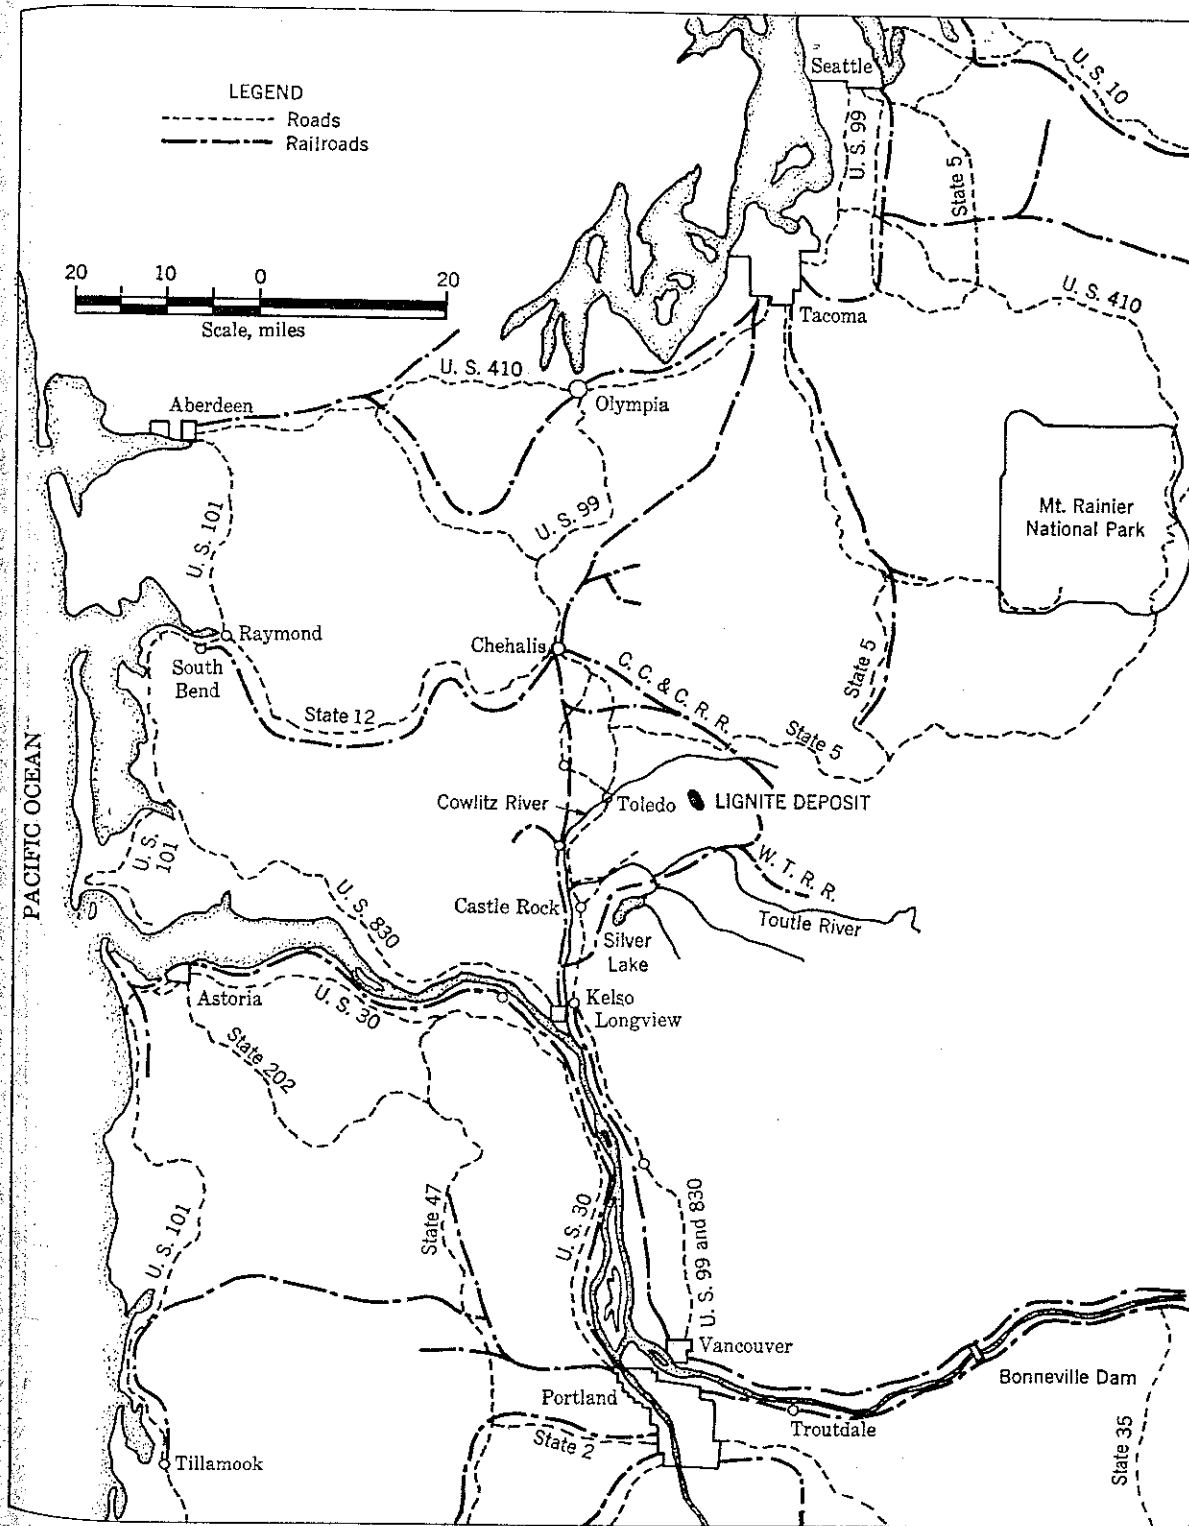 Seattle
U. S. 10
LEGEND
Roads
Railroads
U. S. 99
State 5
20 10 0 20
Scale, miles
U. S. 410
Tacoma
U. S. 410
Aberdeen
Olympia
Mt. Rainier
National Park
U. S. 99
U. S. 101
Raymond
Chehalis
South
Bend
C. C. & C. R. R.
State 5
State 12
State 5
PACIFIC OCEAN
Cowlitz River
Toledo
LIGNITE DEPOSIT
U. S.
101
W. T. R. R.
U. S. 830
Castle Rock
Toutle River
Silver
Lake
Astoria
U. S. 30
Kelso
Longview
State 202
State 47
U. S. 30
U. S. 99 and 830
U. S. 101
Vancouver
Bonneville Dam
Portland
Troutdale
State 2
State 35
Tillamook